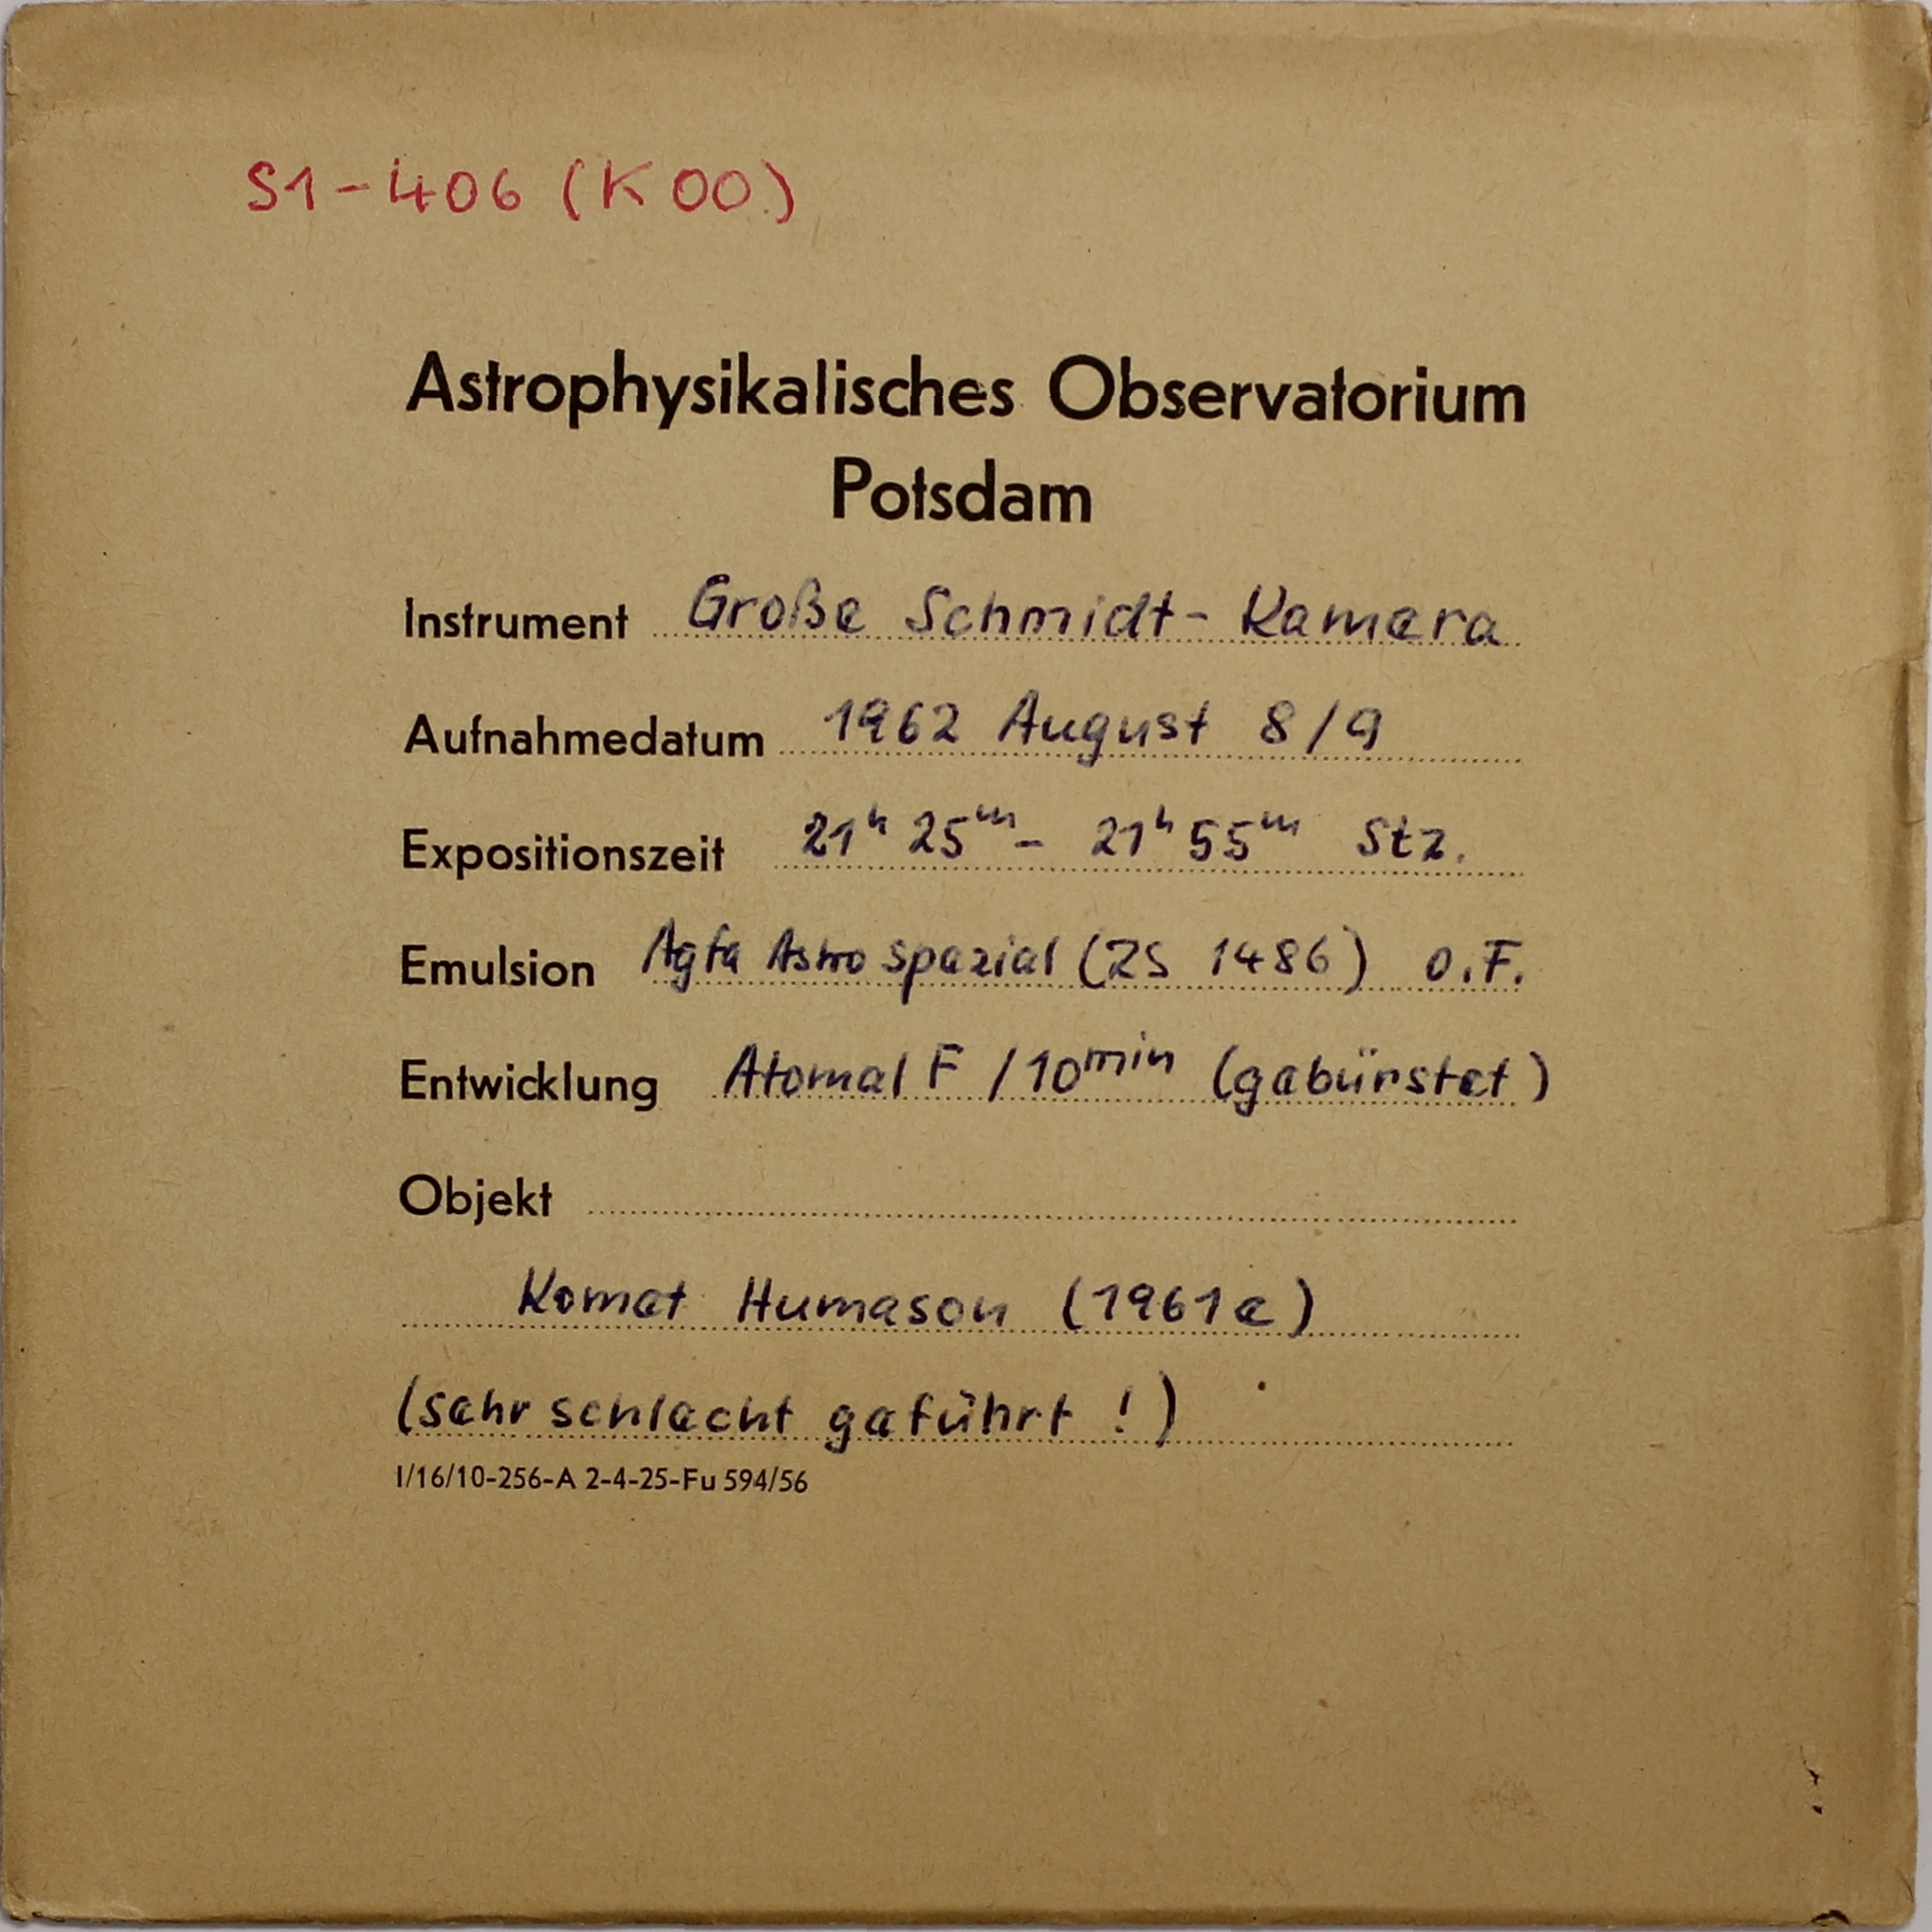 S1-406 (K00)
Astrophysikalisches Observatorium
Potsdam
Instrument Große Schmidt-Kamera
Aufnahmedatum 1962 August 8/9
Expositionszeit 21h 25m - 21h 55m Stz.
Emulsion Agfa Astro spezial (ZS 1486) o.F.
Entwicklung Atomal F /10min (gebürstet)
Objekt
Komet Humason (1961e)
(sehr schlecht geführt!)
I/16/10-256-A 2-4-25-Fu 594/56